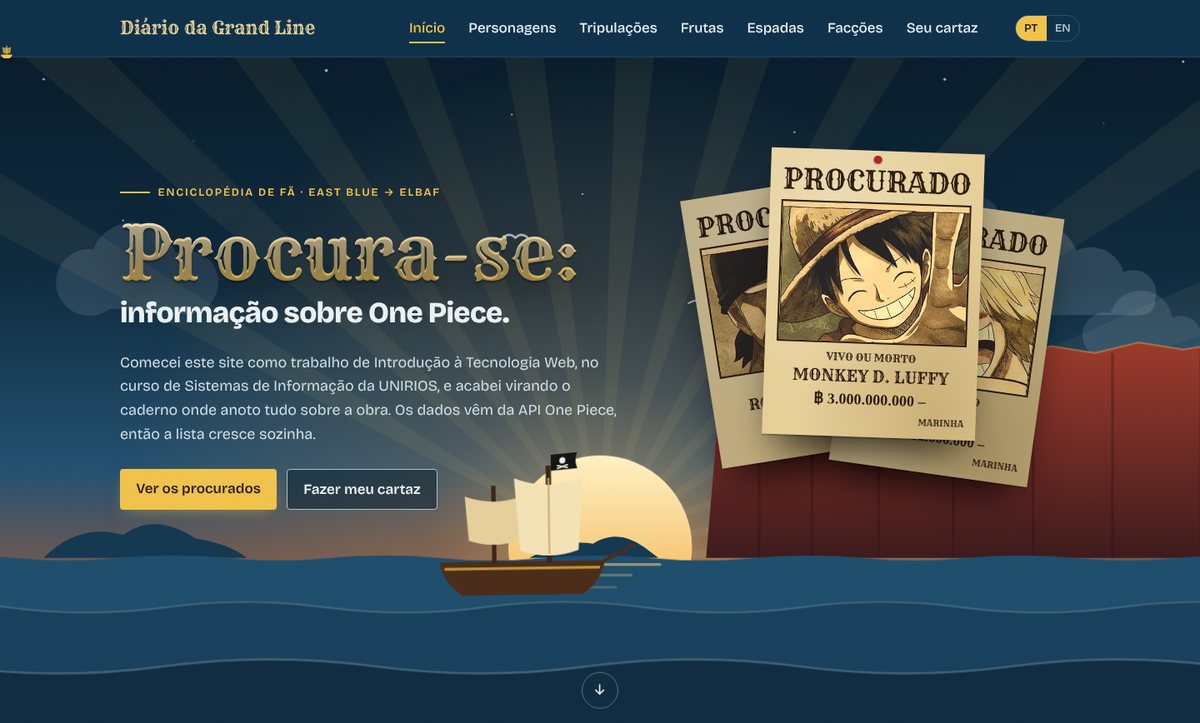 Diário da Grand Line
Início
Personagens
Tripulações
Frutas
Espadas
Facções
Seu cartaz
PT
EN
ENCICLOPÉDIA DE FÃ · EAST BLUE → ELBAF
Procura-se:
informação sobre One Piece.
Comecei este site como trabalho de Introdução à Tecnologia Web, no
curso de Sistemas de Informação da UNIRIOS, e acabei virando o
caderno onde anoto tudo sobre a obra. Os dados vêm da API One Piece,
então a lista cresce sozinha.
Ver os procurados
Fazer meu cartaz
PROCURADO
VIVO OU MORTO
MONKEY D. LUFFY
฿ 3.000.000.000 –
MARINHA
MARINHA